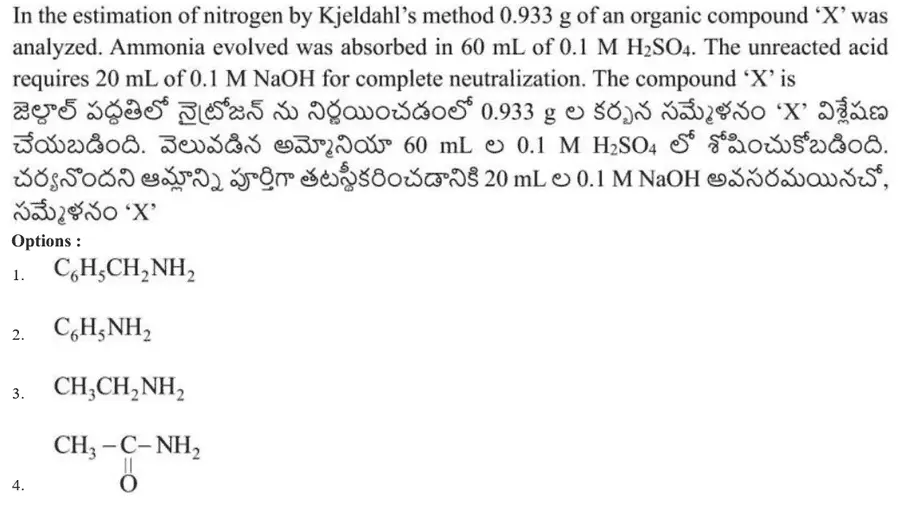 In the estimation of nitrogen by Kjeldahl's method 0.933 g of an organic compound ‘X’ was
analyzed. Ammonia evolved was absorbed in 60 mL of 0.1 M H₂SO₄. The unreacted acid
requires 20 mL of 0.1 M NaOH for complete neutralization. The compound ‘X’ is
జెల్డాల్ పద్ధతిలో నైట్రోజన్ ను నిర్ణయించడంలో 0.933 g ల కర్బన సమ్మేళనం ‘X’ విశ్లేషణ
చేయబడింది. వెలువడిన అమ్మోనియా 60 mL ల 0.1 M H₂SO₄ లో శోషించుకోబడింది.
చర్యనొందని ఆమ్లాన్ని పూర్తిగా తటస్థీకరించడానికి 20 mL ల 0.1 M NaOH అవసరమయినచో,
సమ్మేళనం ‘X’
Options :
1. C₆H₅CH₂NH₂
2. C₆H₅NH₂
3. CH₃CH₂NH₂
CH₃ – C – NH₂
||
4. O